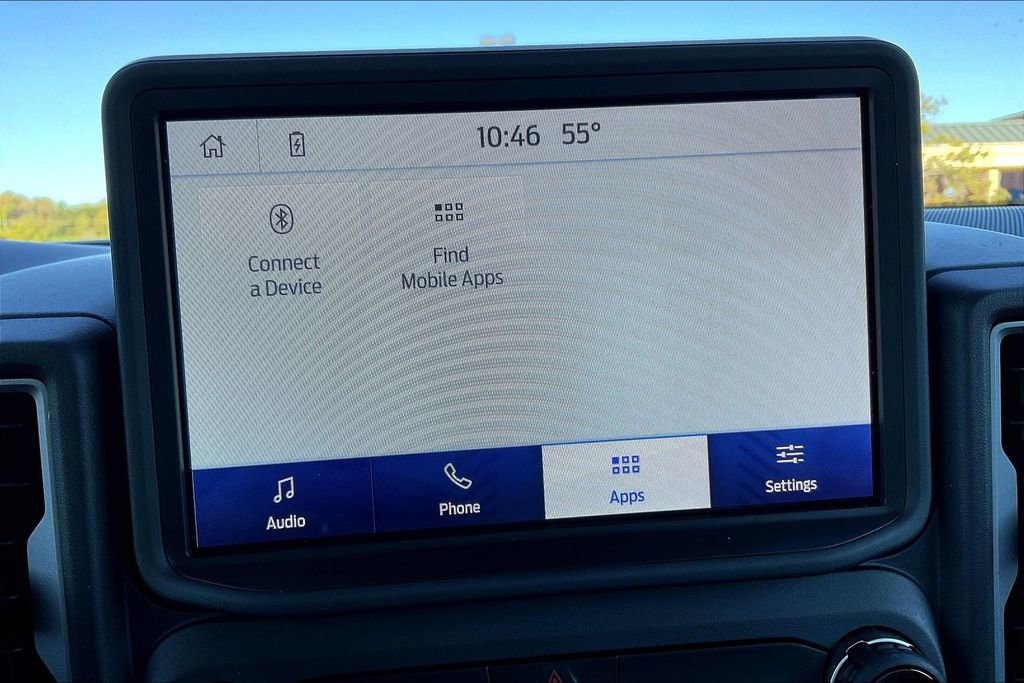 10:46 55°
Connect
a Device
Find
Mobile Apps
Audio
Phone
Apps
Settings